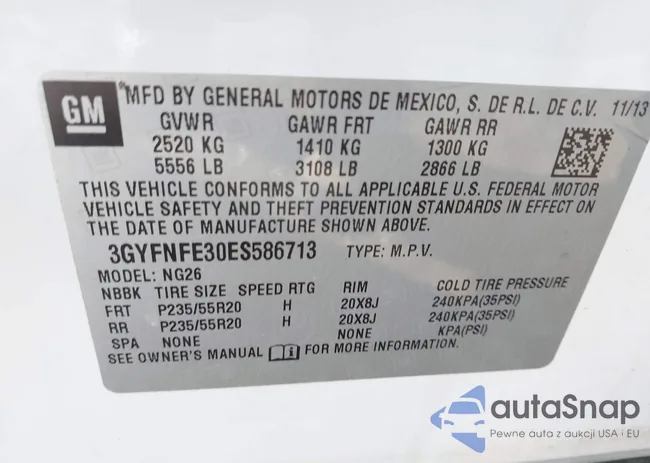 GM
*MFD BY GENERAL MOTORS DE MEXICO, S. DE R.L. DE C.V. 11/13
GVWR GAWR FRT GAWR RR
2520 KG 1410 KG 1300 KG
5556 LB 3108 LB 2866 LB
THIS VEHICLE CONFORMS TO ALL APPLICABLE U.S. FEDERAL MOTOR
VEHICLE SAFETY AND THEFT PREVENTION STANDARDS IN EFFECT ON
THE DATE OF MANUFACTURE SHOWN ABOVE.
3GYFNFE30ES586713 TYPE: M.P.V.
MODEL: NG26
NBBK TIRE SIZE SPEED RTG RIM COLD TIRE PRESSURE
FRT P235/55R20 H 20X8J 240KPA(35PSI)
RR P235/55R20 H 20X8J 240KPA(35PSI)
SPA NONE NONE KPA(PSI)
SEE OWNER'S MANUAL i FOR MORE INFORMATION.
autaSnap
Pewne auta z aukcji USA i EU